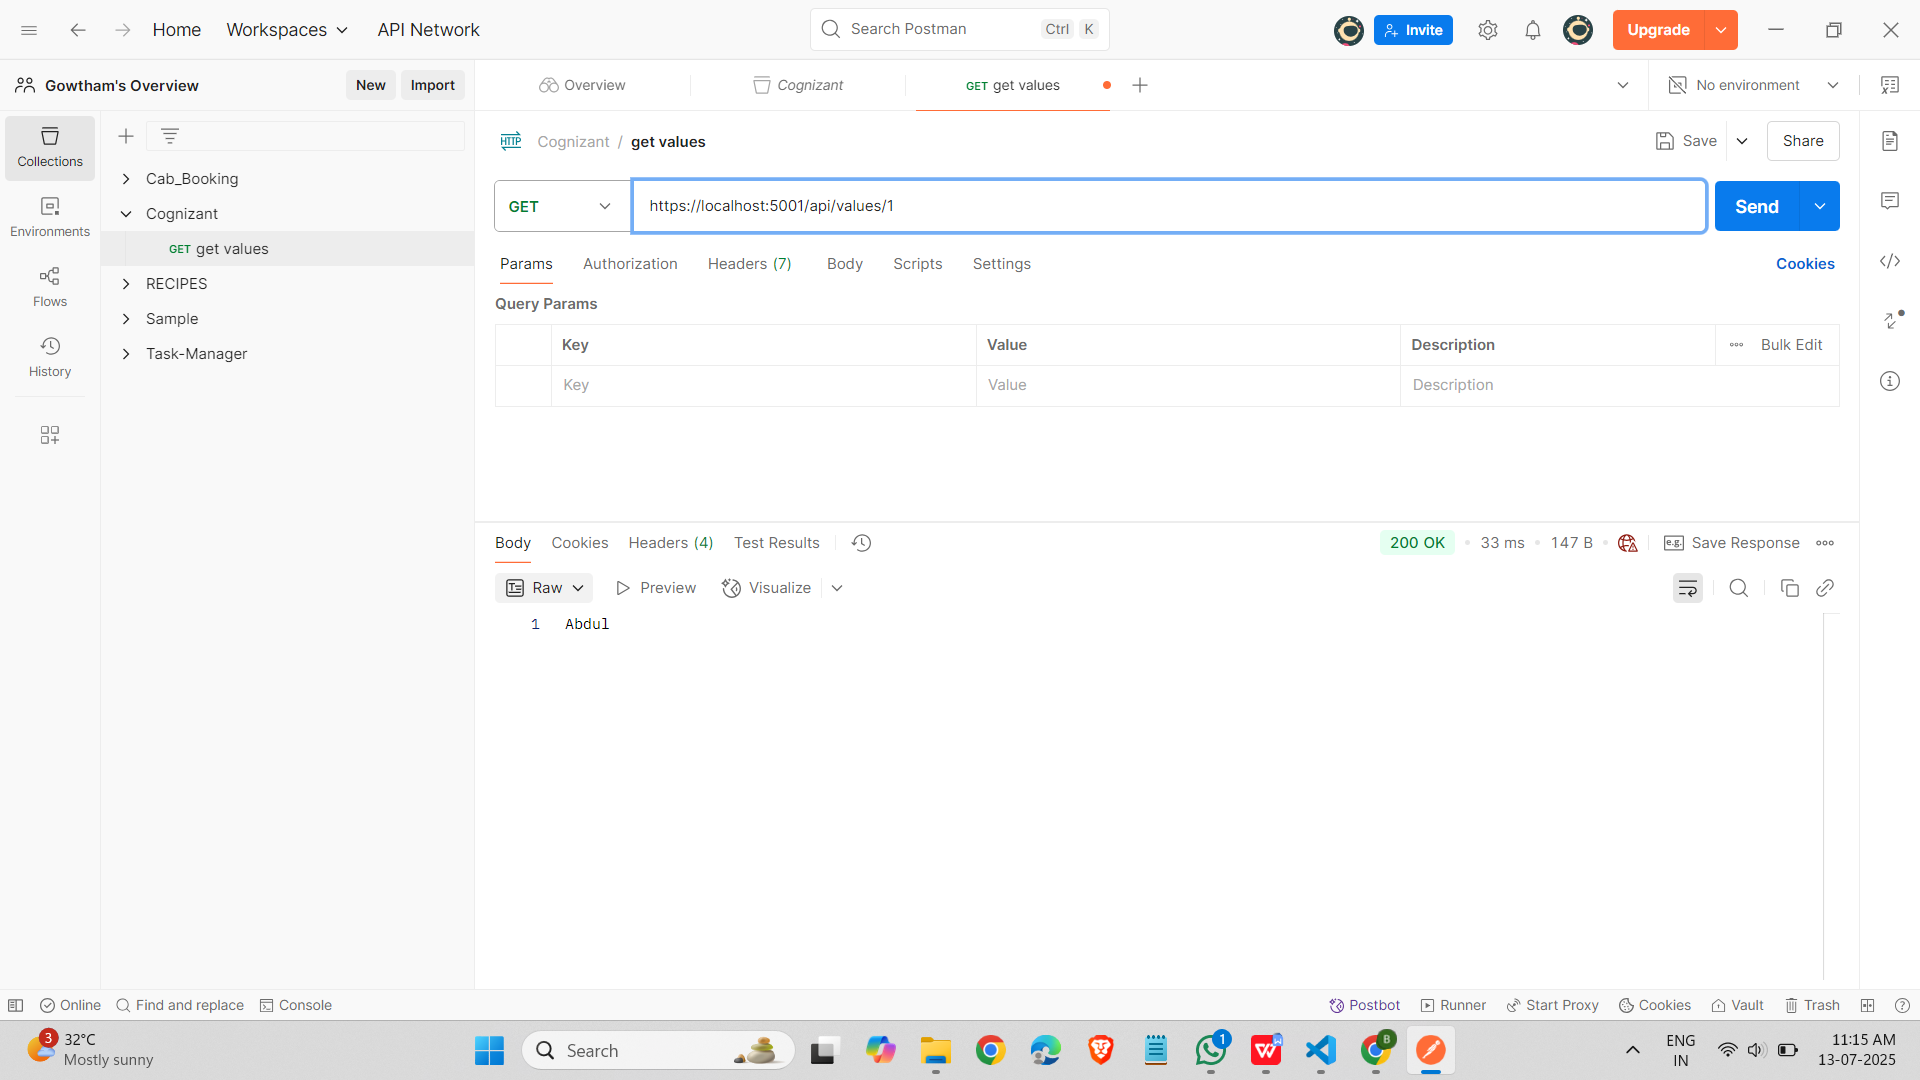 Home Workspaces API Network Search Postman Ctrl K Invite Upgrade
Gowtham's Overview New Import Overview Cognizant GET get values No environment
Collections
Environments
Flows
History
Cab_Booking
Cognizant
GET get values
RECIPES
Sample
Task-Manager
HTTP Cognizant / get values Save Share
GET https://localhost:5001/api/values/1 Send
Params Authorization Headers (7) Body Scripts Settings Cookies
Query Params
Key Value Description Bulk Edit
Key Value Description
Body Cookies Headers (4) Test Results 200 OK 33 ms 147 B e.g. Save Response
Raw Preview Visualize
1 Abdul
Online Find and replace Console Postbot Runner Start Proxy Cookies Vault Trash
3 32°C
Mostly sunny
Search
1
B
ENG
IN
11:15 AM
13-07-2025